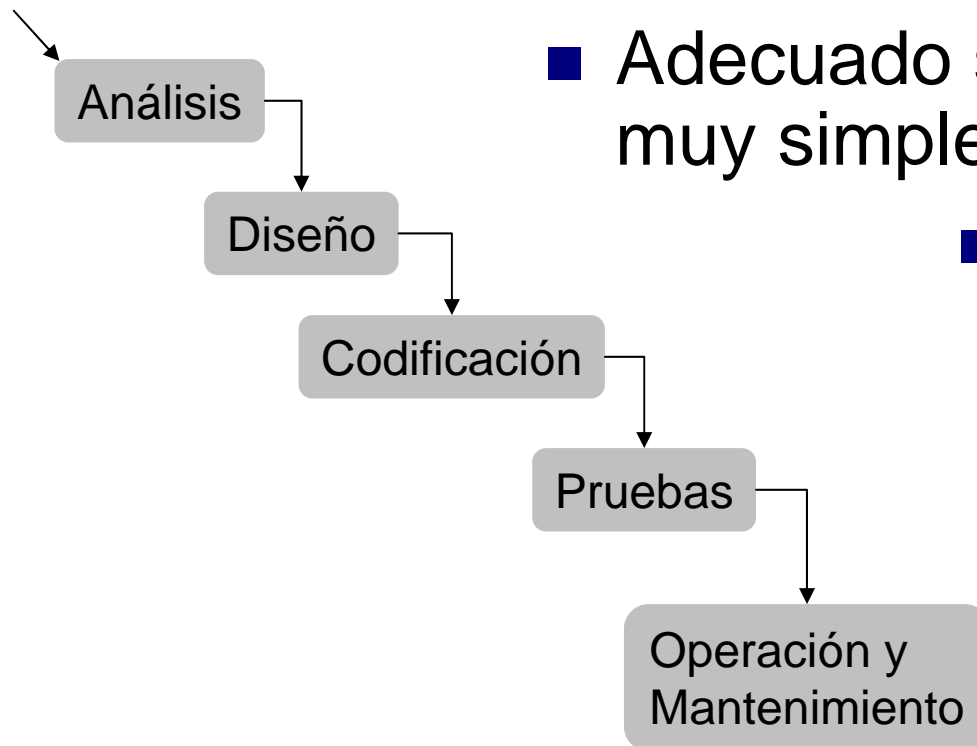 Adecuado
muy simple
Análisis
Diseño
Codificación
Pruebas
Operación y
Mantenimiento